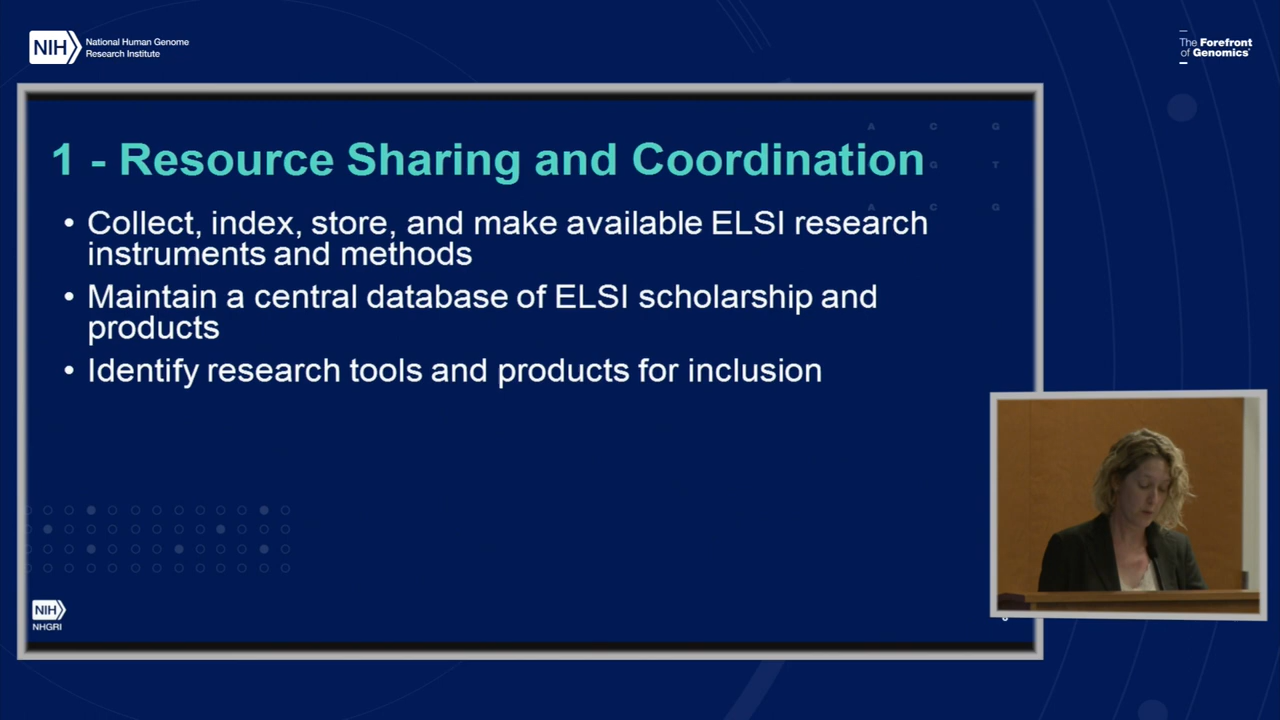 NIH
National Human Genome
Research Institute
The Forefront
of Genomics
A C G
1 - Resource Sharing and Coordination
G T
A C G
• Collect, index, store, and make available ELSI research
instruments and methods
• Maintain a central database of ELSI scholarship and
products
• Identify research tools and products for inclusion
NIH
NHGRI